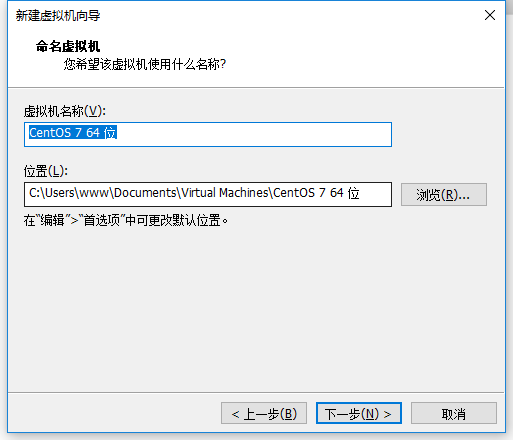 新建虚拟机向导
命名虚拟机
您希望该虚拟机使用什么名称?
虚拟机名称(V):
CentOS 7 64 位
位置(L):
C:\Users\www\Documents\Virtual Machines\CentOS 7 64 位
浏览(R)...
在“编辑”>“首选项”中可更改默认位置。
< 上一步(B) 下一步(N) > 取消